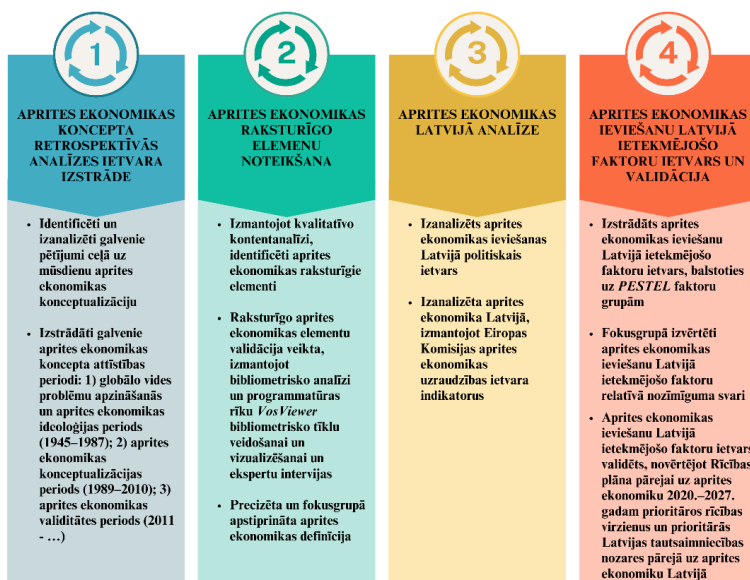 1
APRITES EKONOMIKAS
KONCEPTA
RETROSPEKTĪVĀS
ANALĪZES IETVARA
IZSTRĀDE
• Identificēti un
izanalizēti galvenie
pētījumi ceļā uz
mūsdienu aprites
ekonomikas
konceptualizāciju
• Izstrādāti galvenie
aprites ekonomikas
koncepta attīstības
periodi: 1) globālo vides
problēmu apzināšanās
un aprites ekonomikas
ideoloģijas periods
(1945–1987); 2) aprites
ekonomikas
konceptualizācijas
periods (1989–2010); 3)
aprites ekonomikas
validitātes periods (2011
- …)
2
APRITES EKONOMIKAS
RAKSTURĪGO
ELEMENU
NOTEIKŠANA
• Izmantojot kvalitatīvo
kontentanalīzi,
identificēti aprites
ekonomikas raksturīgie
elementi
• Raksturīgo aprites
ekonomikas elementu
validācija veikta,
izmantojot
bibliometrisko analīzi
un programmatūras
rīku VosViewer
bibliometrisko tīklu
veidošanai un
vizualizēšanai un
ekspertu intervijas
• Precizēta un fokusgrupā
apstiprināta aprites
ekonomikas definīcija
3
APRITES EKONOMIKAS
LATVIJĀ ANALĪZE
• Izanalizēts aprites
ekonomikas ieviešanas
Latvijā politiskais
ietvars
• Izanalizēta aprites
ekonomika Latvijā,
izmantojot Eiropas
Komisijas aprites
ekonomikas
uzraudzības ietvara
indikatorus
4
APRITES EKONOMIKAS
IEVIEŠANU LATVIJĀ
IETEKMĒJOŠO
FAKTORU IETVARS UN
VALIDĀCIJA
• Izstrādāts aprites
ekonomikas ieviešanu
Latvijā ietekmējošo
faktoru ietvars, balstoties
uz PESTEL faktoru
grupām
• Fokusgrupā izvērtēti
aprites ekonomikas
ieviešanu Latvijā
ietekmējošo faktoru
relatīvā nozīmīguma svari
• Aprites ekonomikas
ieviešanu Latvijā
ietekmējošo faktoru ietvars
validēts, novērtējot Rīcības
plāna pārejai uz aprites
ekonomiku 2020.–2027.
gadam prioritāros rīcības
virzienus un prioritārās
Latvijas tautsaimniecības
nozares pārejā uz aprites
ekonomiku Latvijā